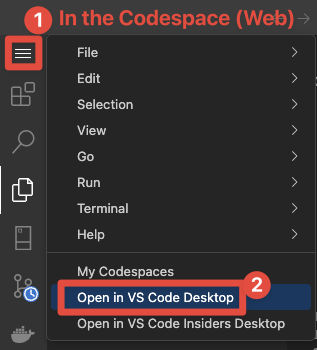 1 In the Codespace (Web)
File
Edit
Selection
View
Go
Run
Terminal
Help
My Codespaces
Open in VS Code Desktop 2
Open in VS Code Insiders Desktop